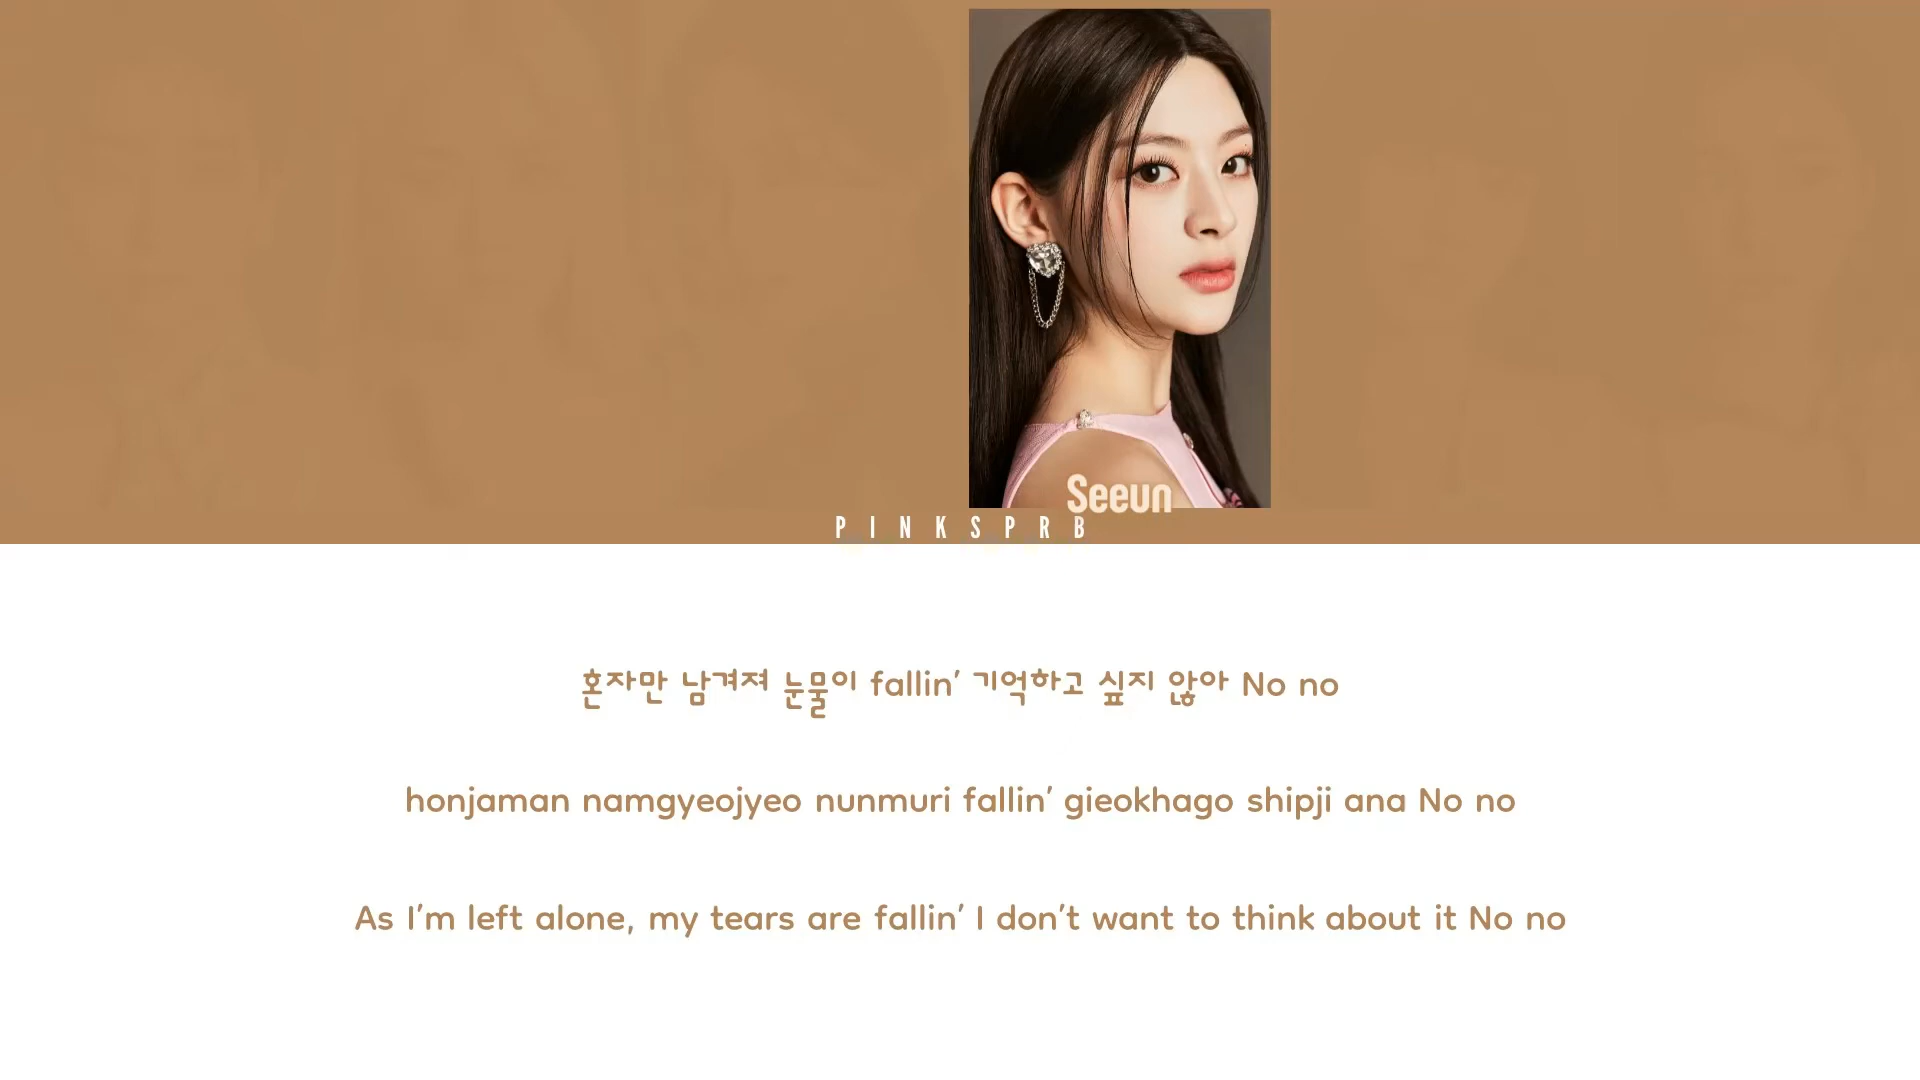 Seeun
PINKSPRB
혼자만 남겨져 눈물이 fallin' 기억하고 싶지 않아 No no
honjaman namgyeojyeo nunmuri fallin' gieokhago shipji ana No no
As I'm left alone, my tears are fallin' I don't want to think about it No no